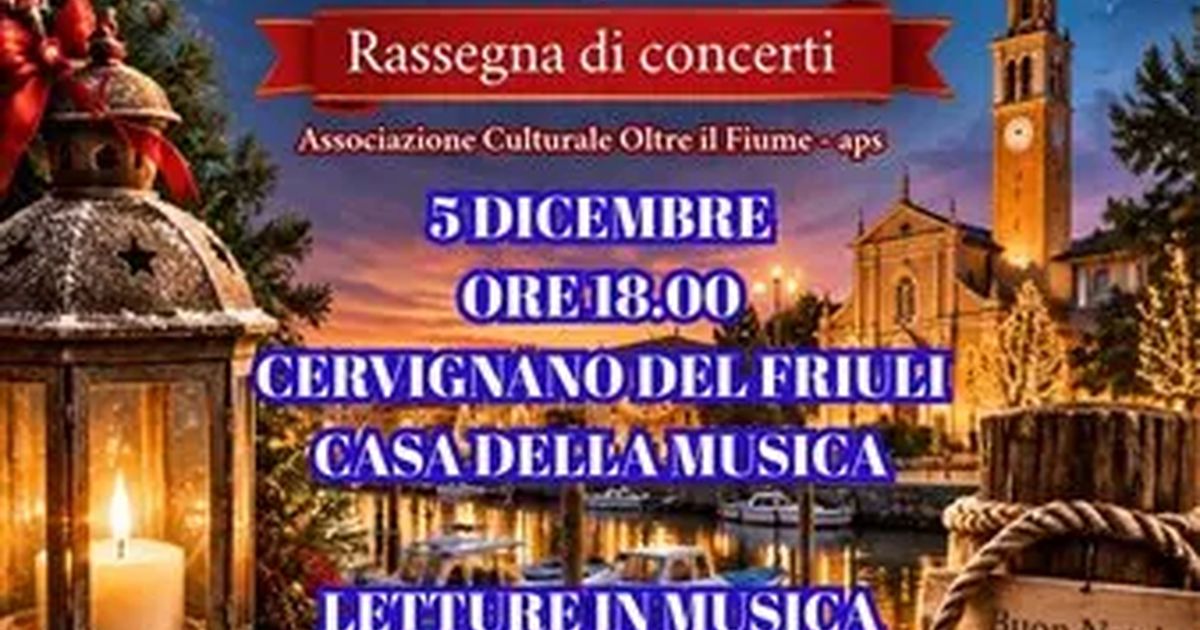 Rassegna di concerti
Associazione Culturale Oltre il Fiume - aps
5 DICEMBRE
ORE 18.00
CERVIGNANO DEL FRIULI
CASA DELLA MUSICA
LETTURE IN MUSICA
Buon